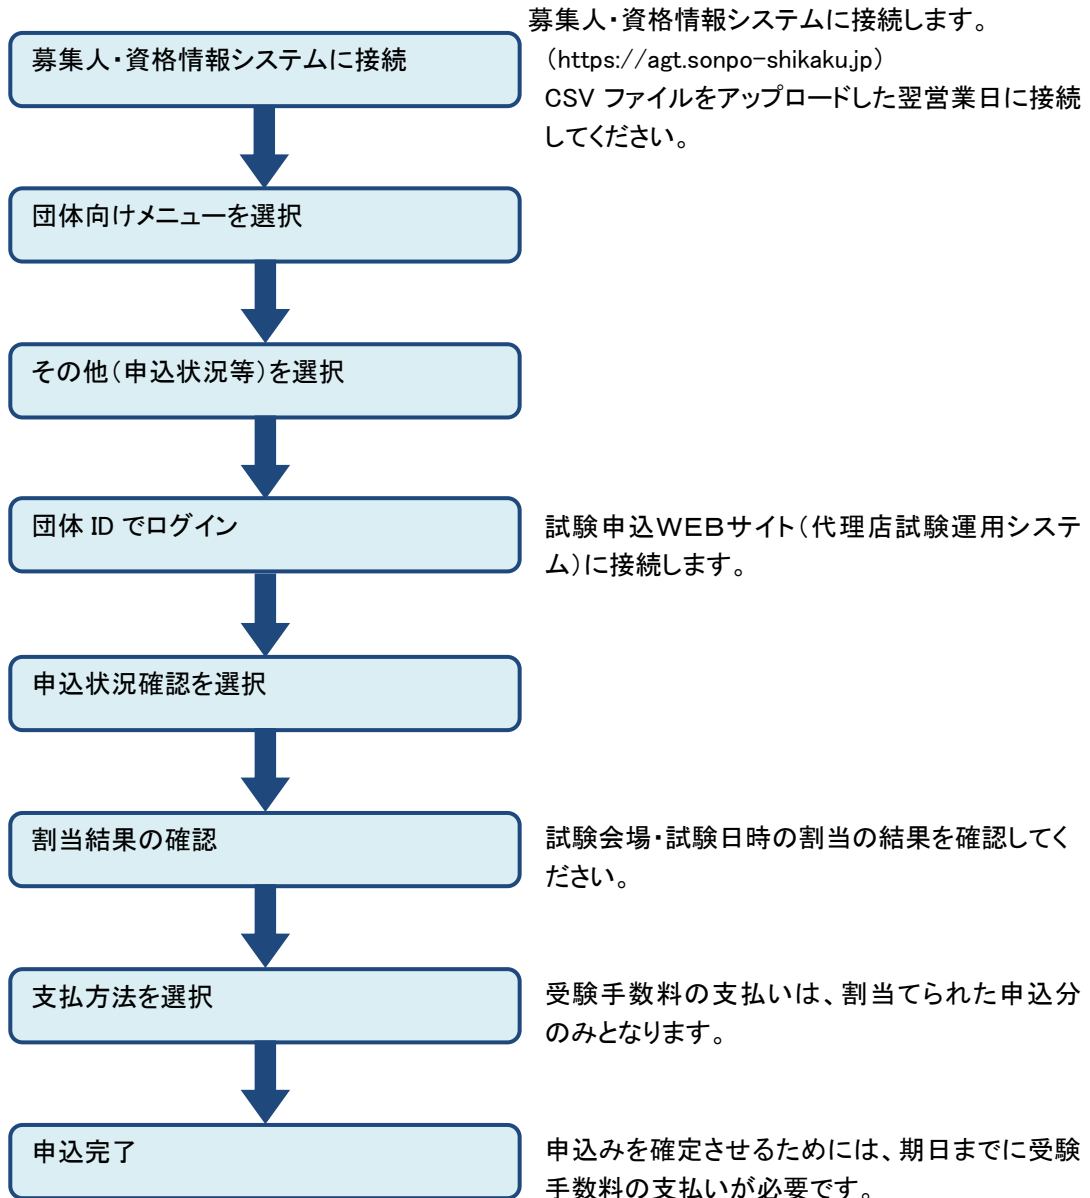 募集人・資格情報システムに接続
募集人・資格情報システムに接続します。
(https://agt.sonpo-shikaku.jp)
CSV ファイルをアップロードした翌営業日に接続
してください。
団体向けメニューを選択
その他(申込状況等)を選択
団体 ID でログイン
試験申込WEBサイト(代理店試験運用システ
ム)に接続します。
申込状況確認を選択
割当結果の確認
試験会場・試験日時の割当の結果を確認してく
ださい。
支払方法を選択
受験手数料の支払いは、割当てられた申込分
のみとなります。
申込完了
申込みを確定させるためには、期日までに受験
手数料の支払いが必要です。